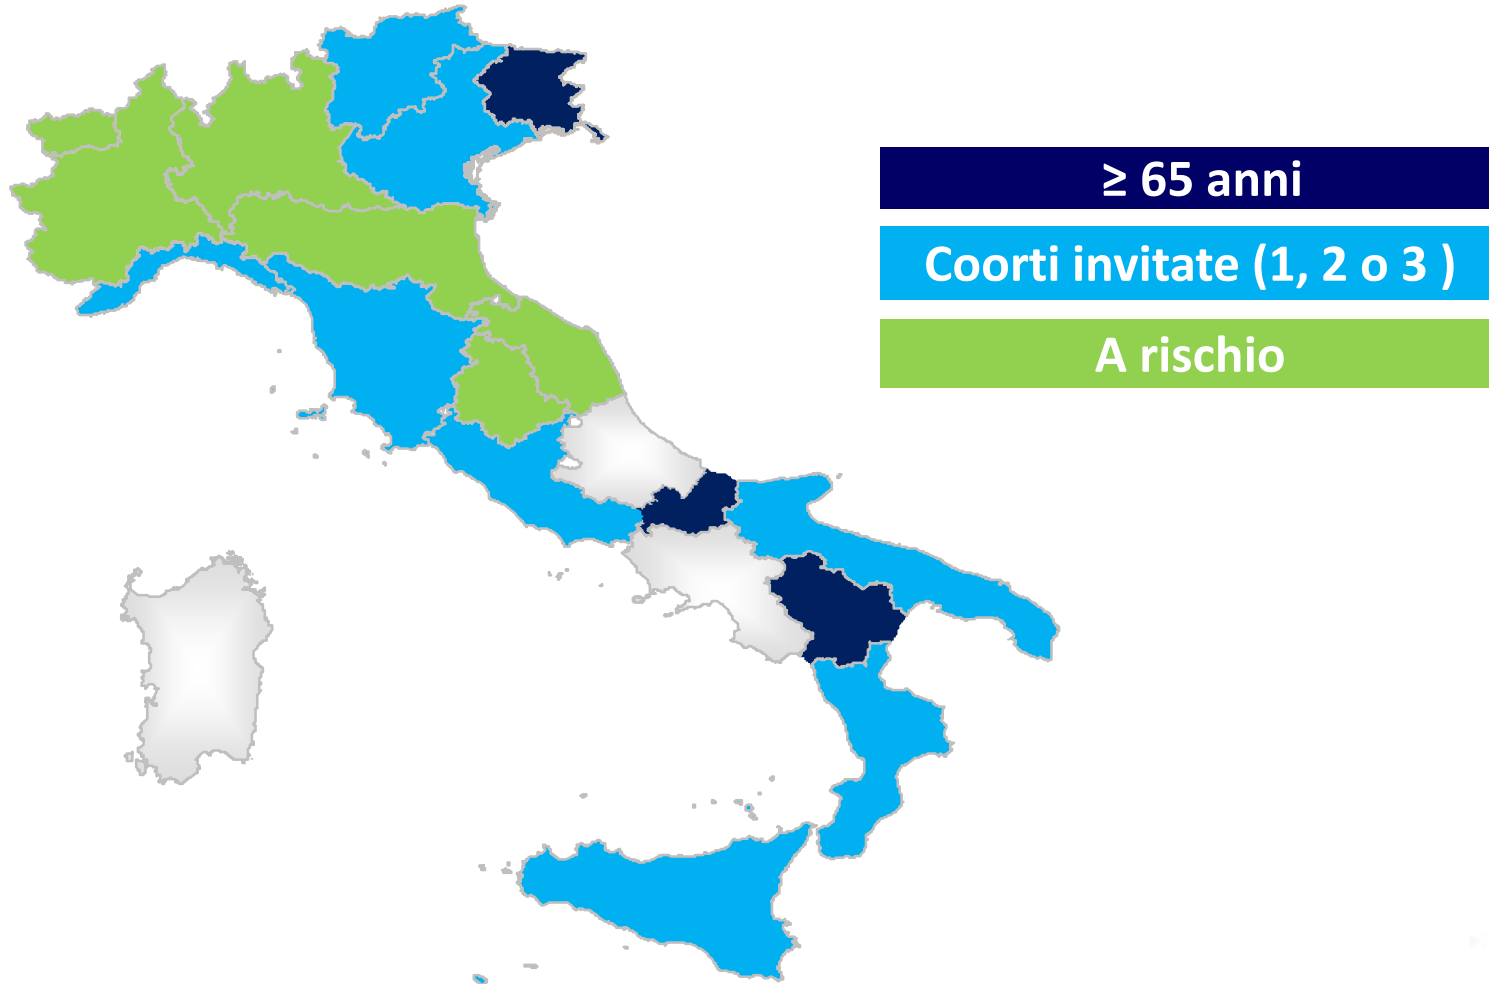 ≥ 65 anni
Coorti invitate (1, 2 o 3 )
A rischio